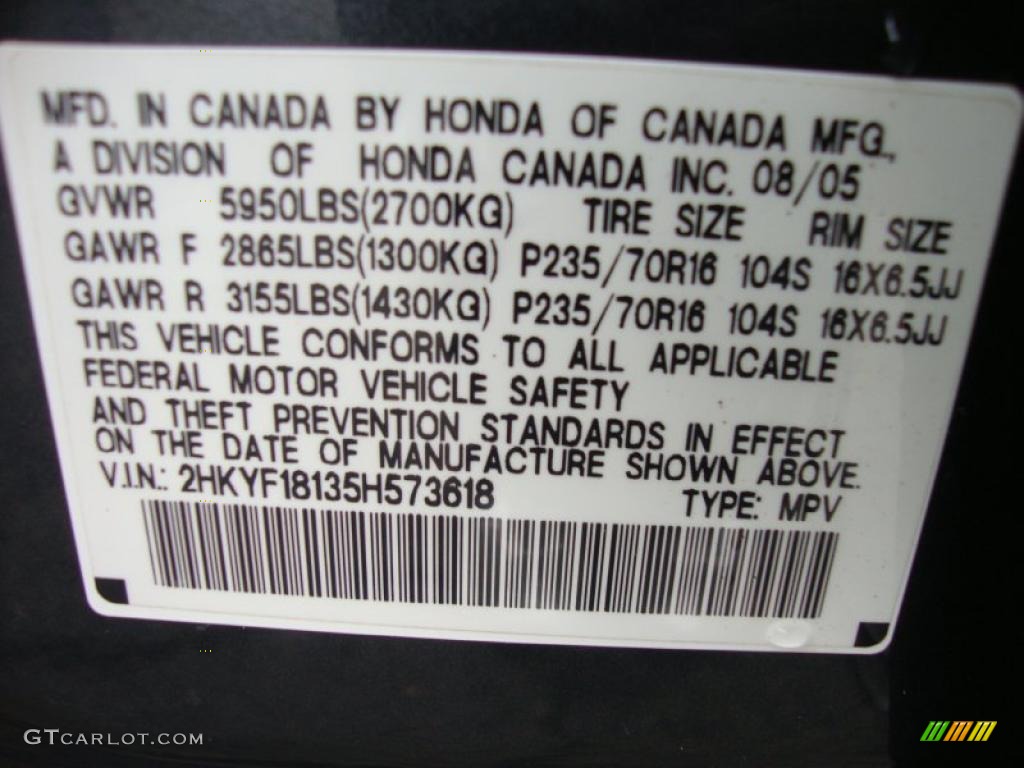 MFD. IN CANADA BY HONDA OF CANADA MFG.,
A DIVISION OF HONDA CANADA INC. 08/05
GVWR 5950LBS(2700KG) TIRE SIZE RIM SIZE
GAWR F 2865LBS(1300KG) P235/70R16 104S 16X6.5JJ
GAWR R 3155LBS(1430KG) P235/70R16 104S 16X6.5JJ
THIS VEHICLE CONFORMS TO ALL APPLICABLE
FEDERAL MOTOR VEHICLE SAFETY
AND THEFT PREVENTION STANDARDS IN EFFECT
ON THE DATE OF MANUFACTURE SHOWN ABOVE.
V.I.N.: 2HKYF18135H573618 TYPE: MPV
GTCARLOT.COM